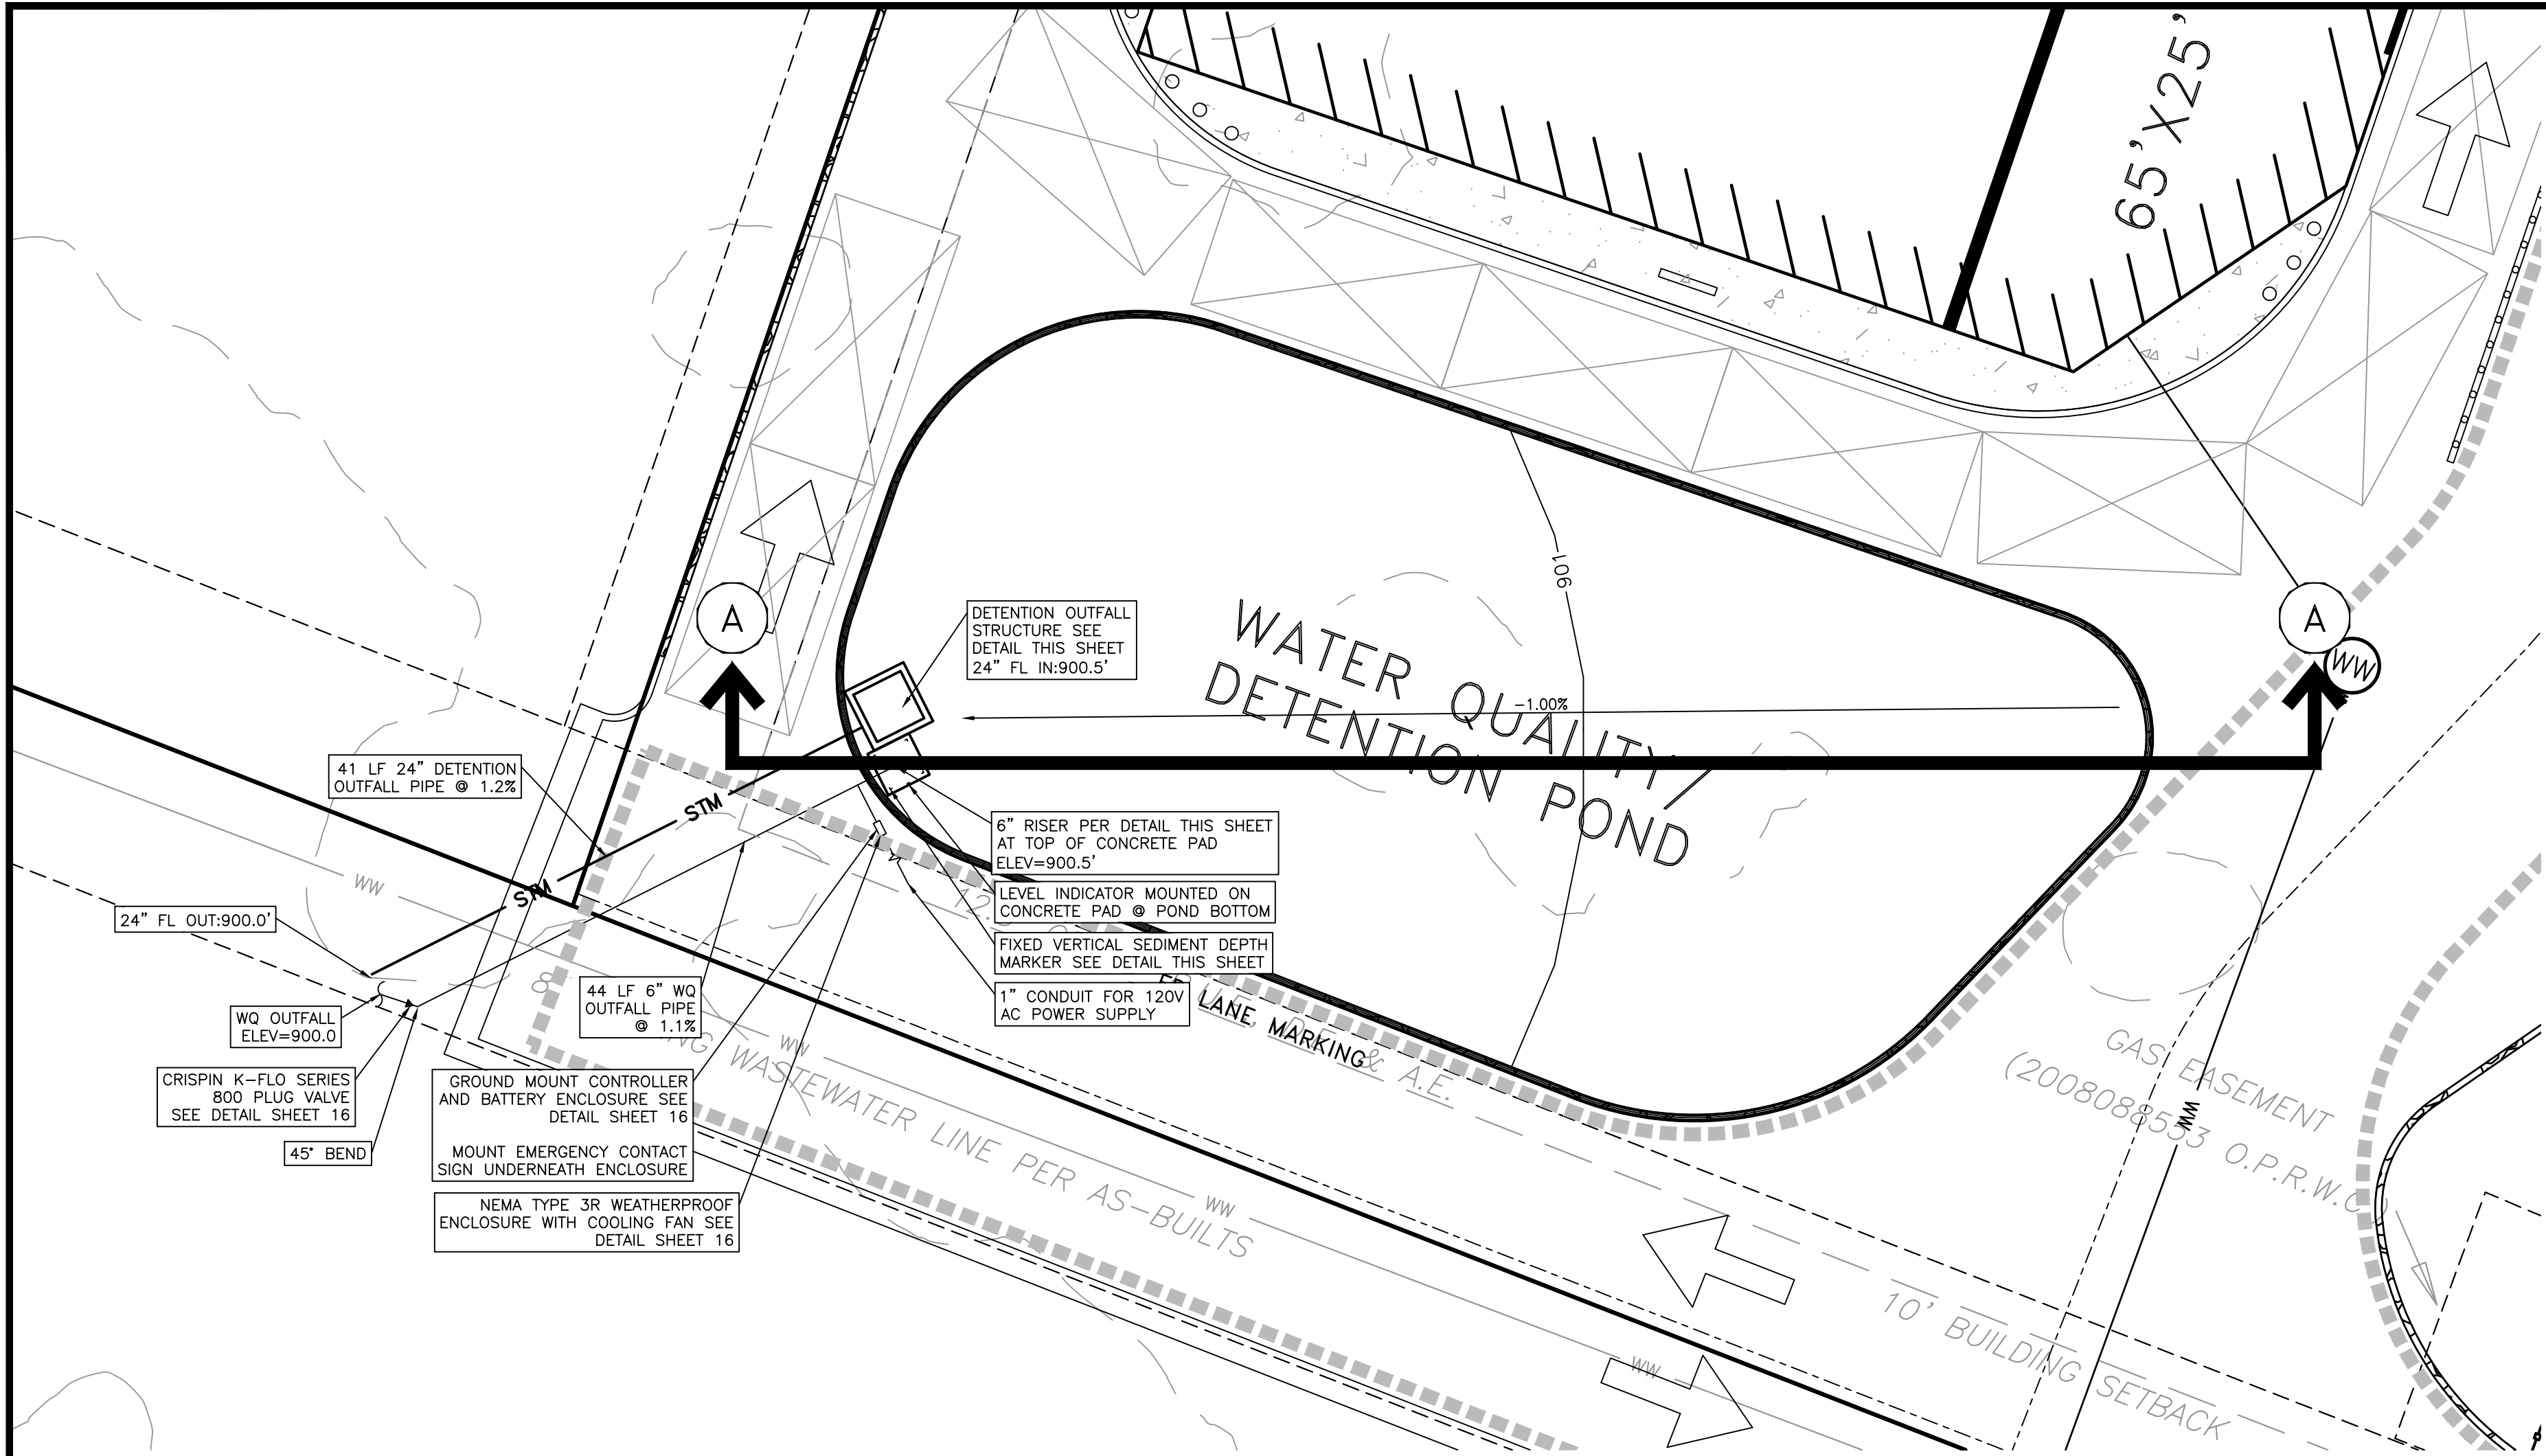 65'X25'
A
DETENTION OUTFALL
STRUCTURE SEE
DETAIL THIS SHEET
24" FL IN:900.5'
901
WATER QUALITY/
DETENTION POND
-1.00%
A
WW
41 LF 24" DETENTION
OUTFALL PIPE @ 1.2%
STM
STM
6" RISER PER DETAIL THIS SHEET
AT TOP OF CONCRETE PAD
ELEV=900.5'
LEVEL INDICATOR MOUNTED ON
CONCRETE PAD @ POND BOTTOM
FIXED VERTICAL SEDIMENT DEPTH
MARKER SEE DETAIL THIS SHEET
1" CONDUIT FOR 120V
AC POWER SUPPLY
WW
24" FL OUT:900.0'
WQ OUTFALL
ELEV=900.0
44 LF 6" WQ
OUTFALL PIPE
@ 1.1%
CRISPIN K-FLO SERIES
800 PLUG VALVE
SEE DETAIL SHEET 16
45° BEND
GROUND MOUNT CONTROLLER
AND BATTERY ENCLOSURE SEE
DETAIL SHEET 16
MOUNT EMERGENCY CONTACT
SIGN UNDERNEATH ENCLOSURE
NEMA TYPE 3R WEATHERPROOF
ENCLOSURE WITH COOLING FAN SEE
DETAIL SHEET 16
LANE MARKING
& A.E.
WW
WASTEWATER LINE PER AS-BUILTS
WW
WW
GAS EASEMENT
(2008088553 O.P.R.W.C.)
WW
10' BUILDING SETBACK